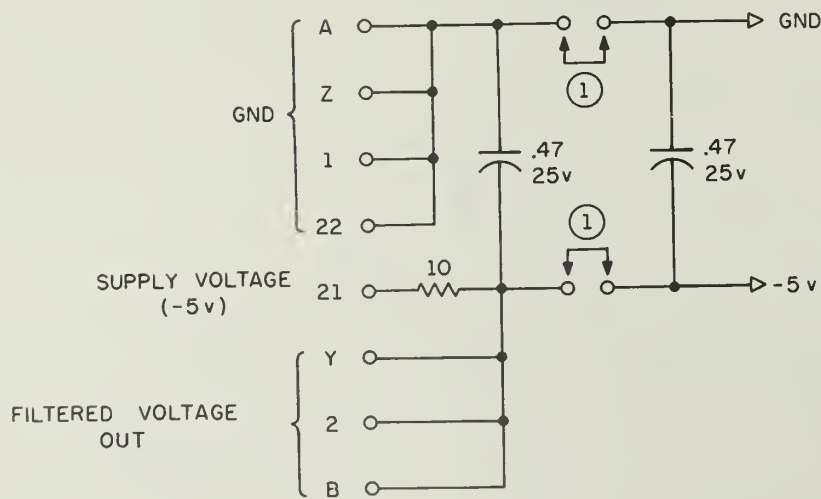 A
GND
①
Z
GND
1
.47
25v
.47
25v
22
①
SUPPLY VOLTAGE
(-5v)
21
10
-5v
Y
FILTERED VOLTAGE
OUT
2
B